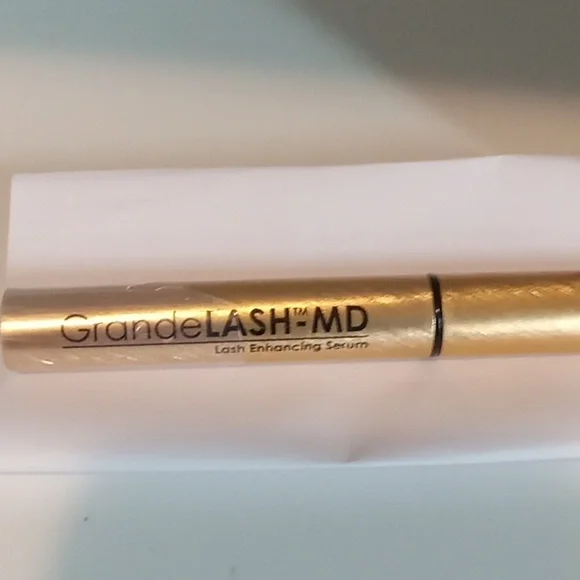 GrandeLASH™-MD
Lash Enhancing Serum